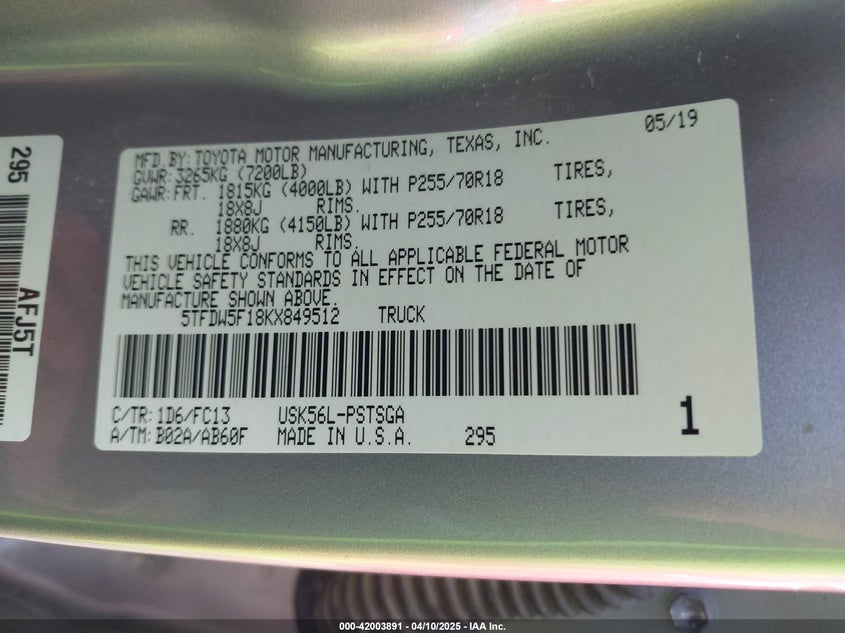 295
AFJ5T
05/19
MFD.BY:TOYOTA MOTOR MANUFACTURING, TEXAS, INC.
GVWR:3265KG (7200LB)
GAWR:FRT. 1815KG (4000LB) WITH P255/70R18 TIRES,
18X8J RIMS.
RR. 1880KG (4150LB) WITH P255/70R18 TIRES,
18X8J RIMS.
THIS VEHICLE CONFORMS TO ALL APPLICABLE FEDERAL MOTOR
VEHICLE SAFETY STANDARDS IN EFFECT ON THE DATE OF
MANUFACTURE SHOWN ABOVE.
5TFDW5F18KX849512 TRUCK
C/TR:1D6/FC13 USK56L-PSTSGA
A/TM:B02A/AB60F MADE IN U.S.A. 295
1
000-42003891 - 04/10/2025 - IAA Inc.